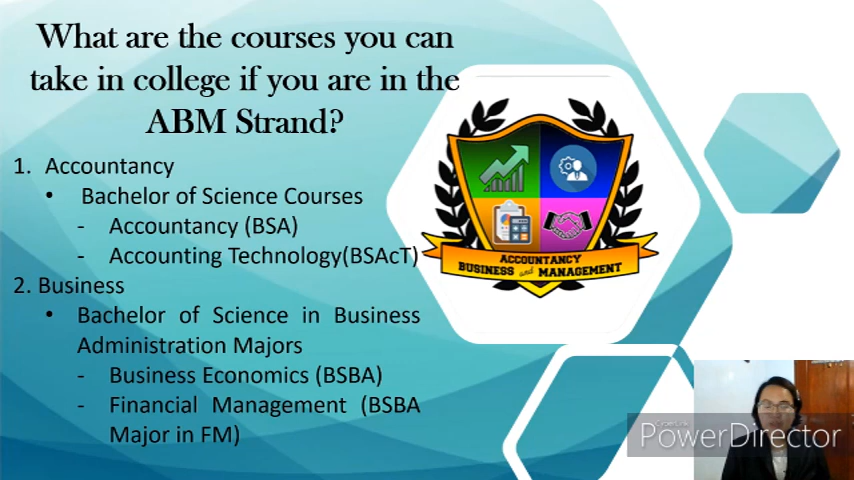 What are the courses you can
take in college if you are in the
ABM Strand?
1. Accountancy
• Bachelor of Science Courses
- Accountancy (BSA)
- Accounting Technology(BSAcT)
2. Business
• Bachelor of Science in Business
Administration Majors
- Business Economics (BSBA)
- Financial Management (BSBA
Major in FM)
ACCOUNTANCY
BUSINESS and MANAGEMENT
CyberLink
PowerDirector